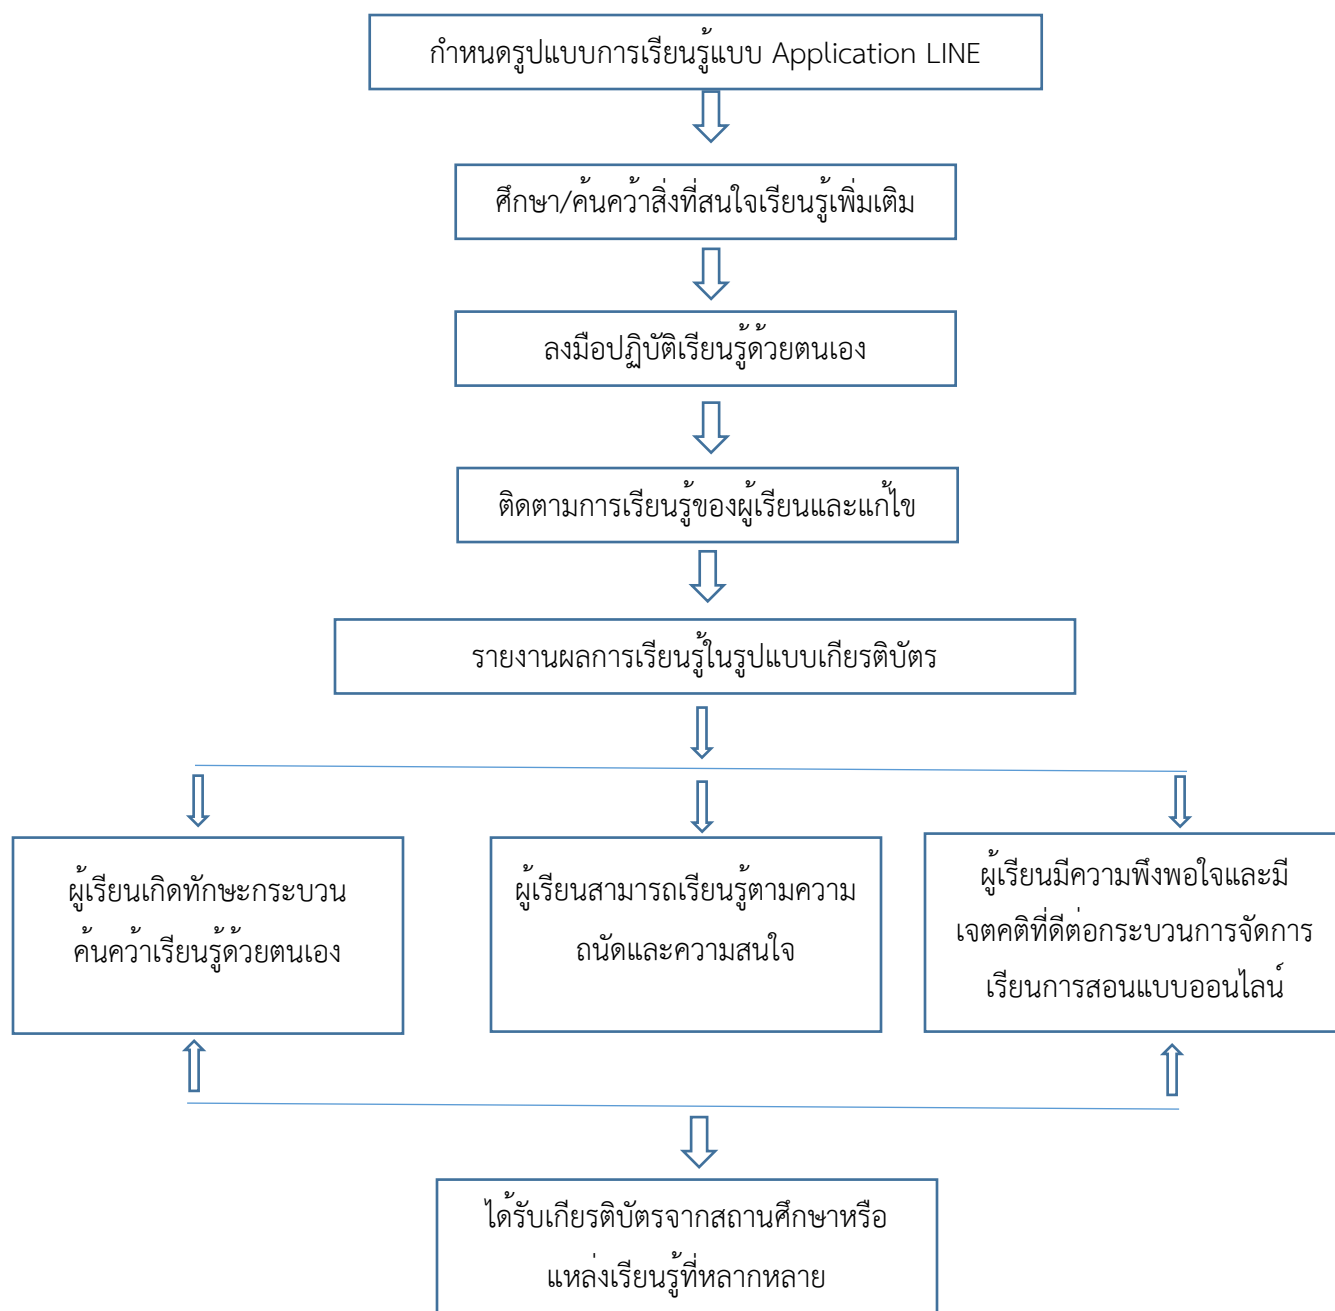 กำหนดรูปแบบการเรียนรู้แบบ Application LINE
ศึกษา/ค้นคว้าสิ่งที่สนใจเรียนรู้เพิ่มเติม
ลงมือปฏิบัติเรียนรู้ด้วยตนเอง
ติดตามการเรียนรู้ของผู้เรียนและแก้ไข
รายงานผลการเรียนรู้ในรูปแบบเกียรติบัตร
ผู้เรียนเกิดทักษะกระบวน
ค้นคว้าเรียนรู้ด้วยตนเอง
ผู้เรียนสามารถเรียนรู้ตามความ
ถนัดและความสนใจ
ผู้เรียนมีความพึงพอใจและมี
เจตคติที่ดีต่อกระบวนการจัดการ
เรียนการสอนแบบออนไลน์
ได้รับเกียรติบัตรจากสถานศึกษาหรือ
แหล่งเรียนรู้ที่หลากหลาย